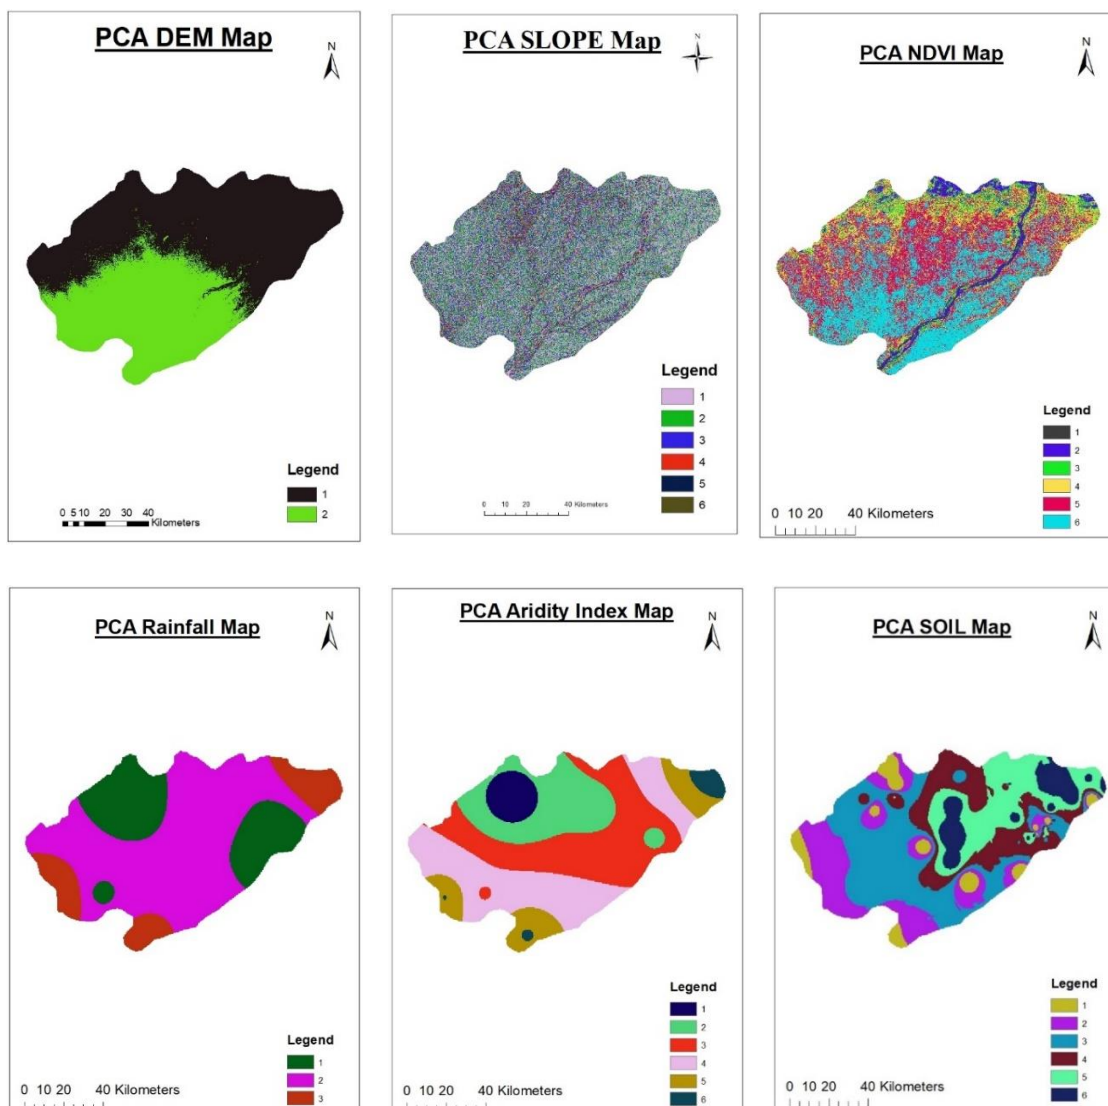 PCA DEM Map
N
Legend
1
2
0 5 10 20 30 40
Kilometers
PCA SLOPE Map
N
Legend
1
2
3
4
5
6
0 10 20 40 Kilometers
PCA NDVI Map
N
Legend
1
2
3
4
5
6
0 10 20 40 Kilometers
PCA Rainfall Map
N
Legend
1
2
3
0 10 20 40 Kilometers
PCA Aridity Index Map
N
Legend
1
2
3
4
5
6
0 10 20 40 Kilometers
PCA SOIL Map
N
Legend
1
2
3
4
5
6
0 10 20 40 Kilometers